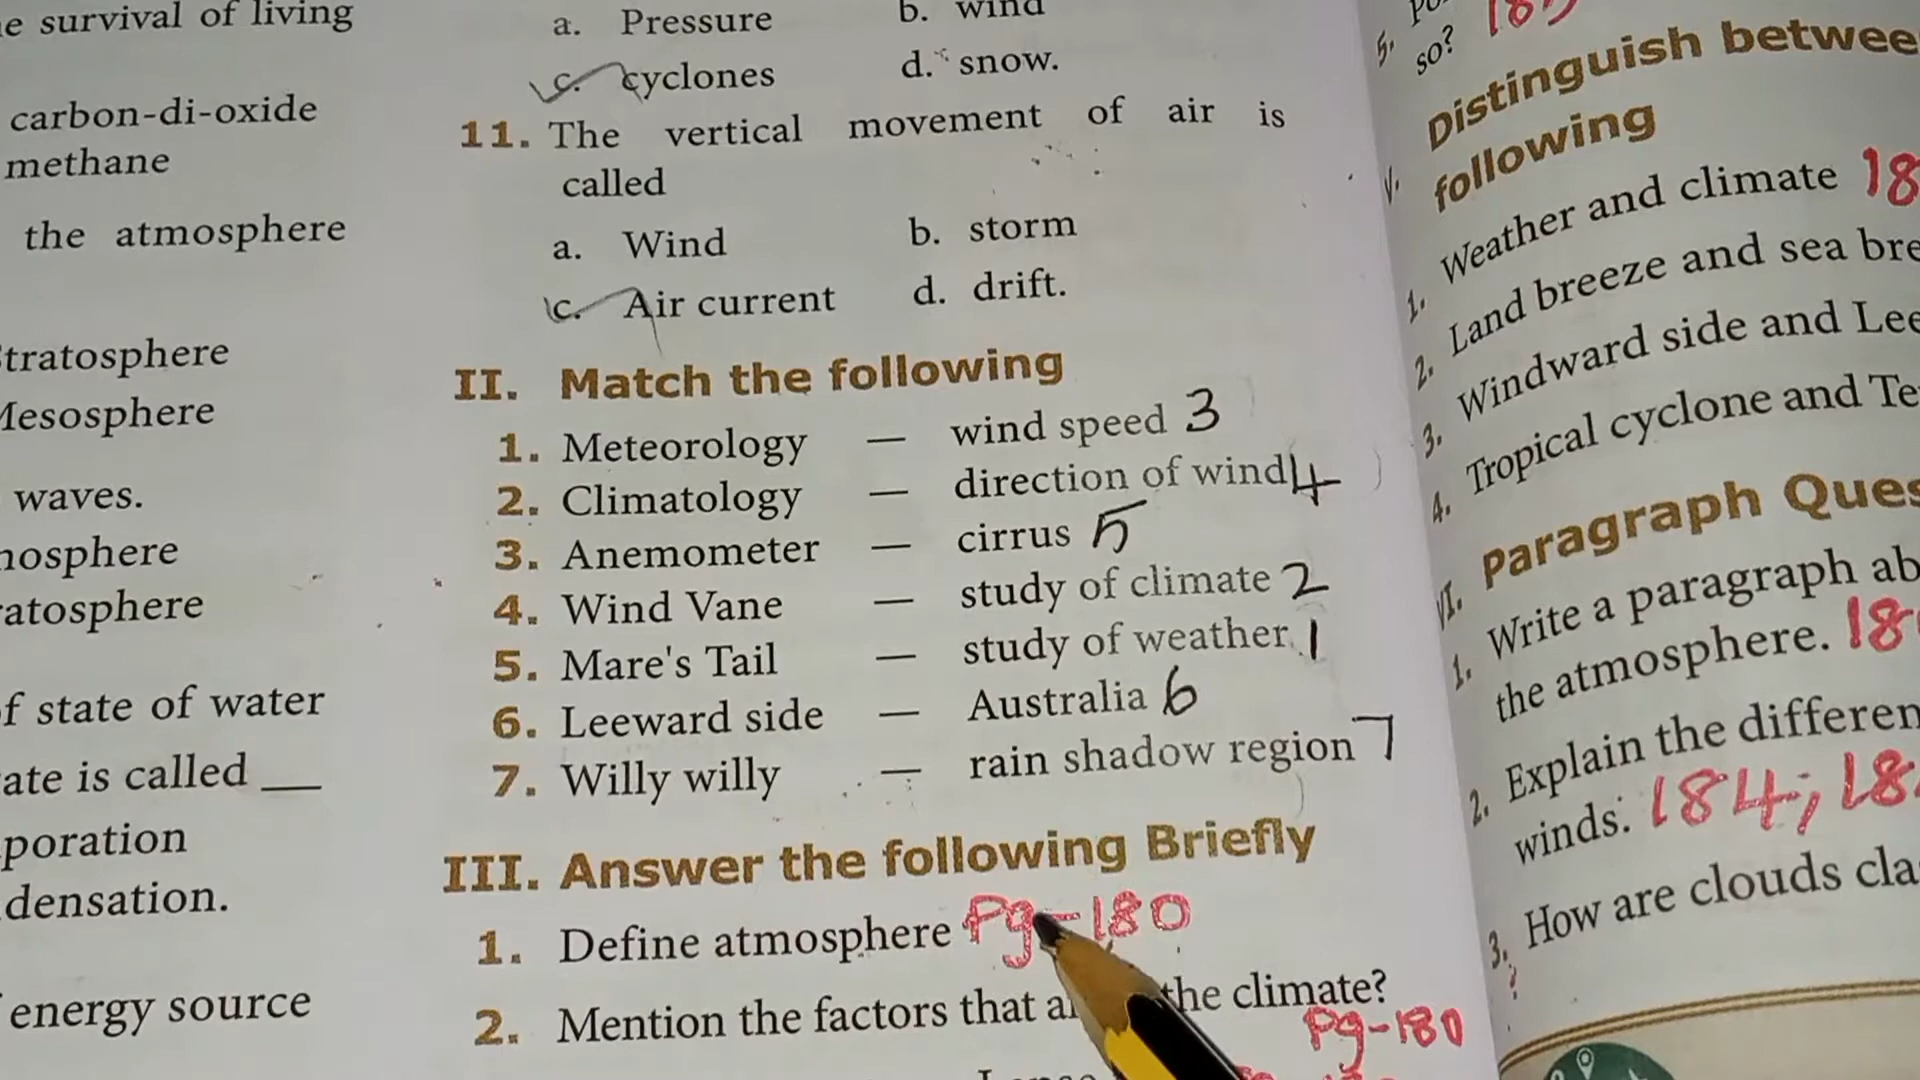 e survival of living
carbon-di-oxide
methane
the atmosphere
tratosphere
Mesosphere
waves.
nosphere
ratosphere
f state of water
ate is called ___
poration
densation.
energy source
a. Pressure b. wind
c. cyclones d. snow.
11. The vertical movement of air is
called
a. Wind b. storm
c. Air current d. drift.
II. Match the following
1. Meteorology — wind speed 3
2. Climatology — direction of wind 4
3. Anemometer — cirrus 5
4. Wind Vane — study of climate 2
5. Mare's Tail — study of weather 1
6. Leeward side — Australia 6
7. Willy willy — rain shadow region 7
III. Answer the following Briefly
1. Define atmosphere Pg-180
2. Mention the factors that a the climate?
Pg-180
5.
so?
V. Distinguish between
following
1. Weather and climate 18
2. Land breeze and sea bre
3. Windward side and Lee
4. Tropical cyclone and Te
VI. Paragraph Ques
1. Write a paragraph ab
the atmosphere. 18
2. Explain the differen
winds. 184; 18
3. How are clouds cla
?